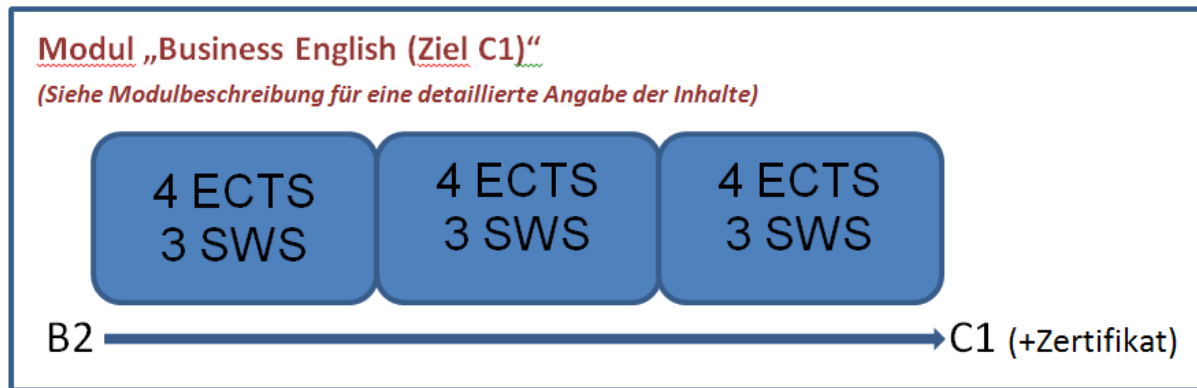 Modul „Business English (Ziel C1)“
(Siehe Modulbeschreibung für eine detaillierte Angabe der Inhalte)
4 ECTS
3 SWS
4 ECTS
3 SWS
4 ECTS
3 SWS
B2
C1 (+Zertifikat)